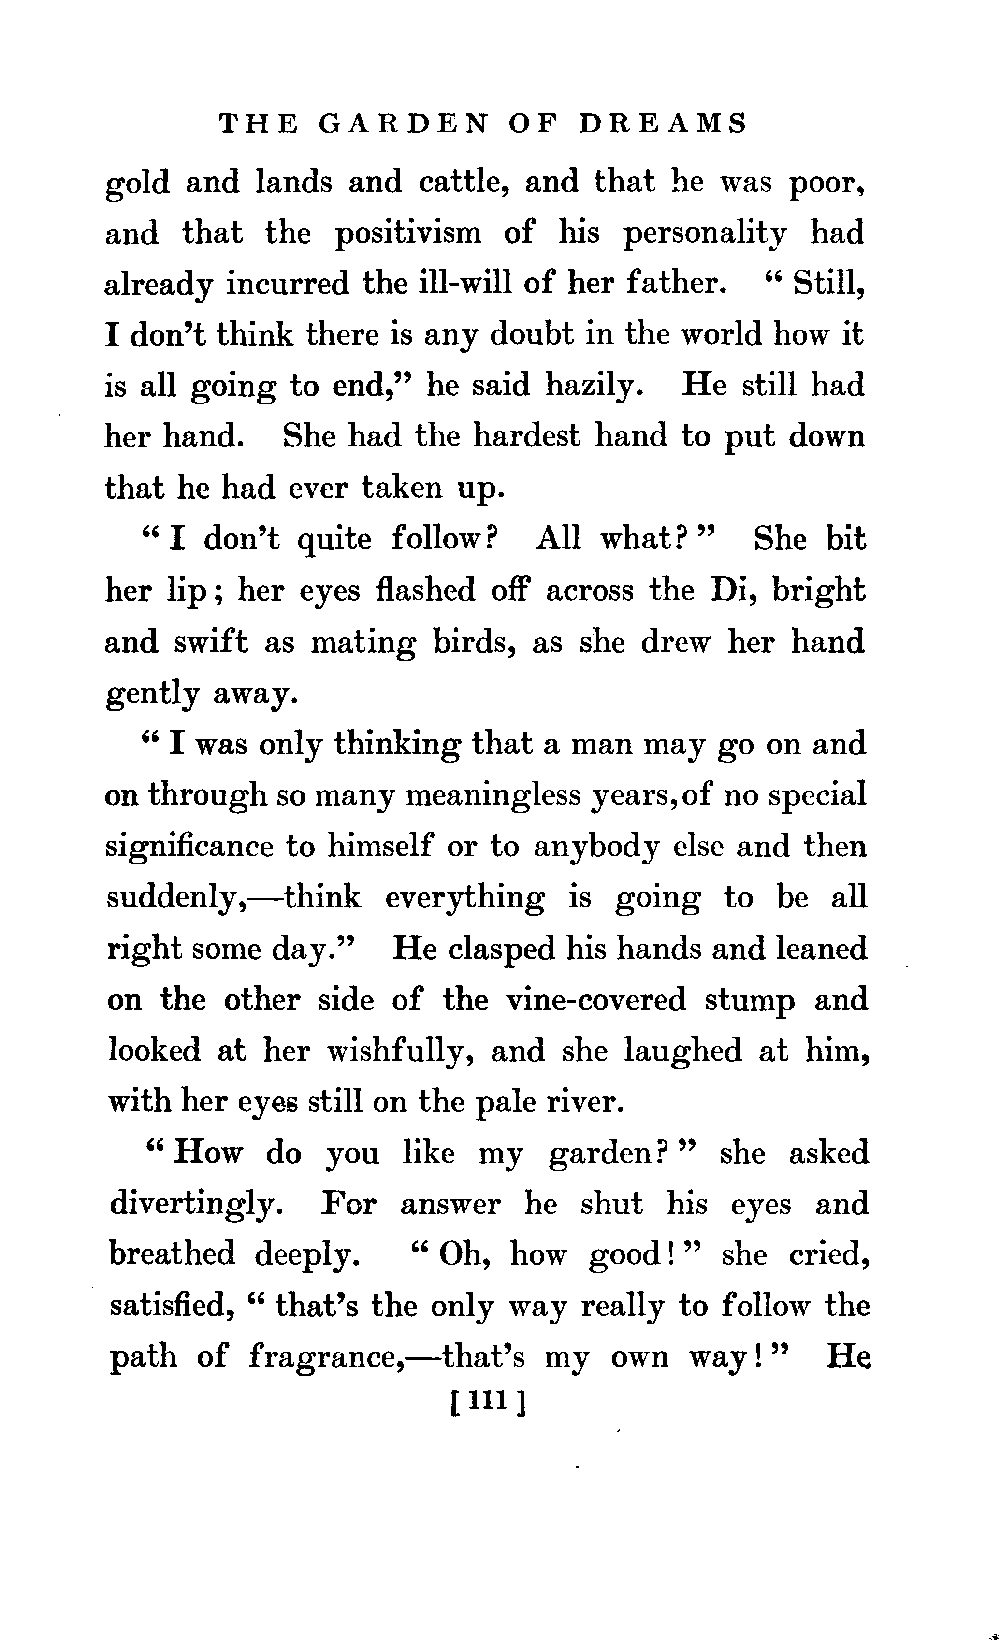 THE GARDEN OF DREAMS
gold and lands and cattle, and that he was poor,
and that the positivism of his personality had
already incurred the ill-will of her father. “ Still,
I don’t think there is any doubt in the world how it
is all going to end,” he said hazily. He still had
her hand. She had the hardest hand to put down
that he had ever taken up.
“ I don’t quite follow? All what? ” She bit
her lip ; her eyes flashed off across the Di, bright
and swift as mating birds, as she drew her hand
gently away.
“ I was only thinking that a man may go on and
on through so many meaningless years,of no special
significance to himself or to anybody else and then
suddenly,—think everything is going to be all
right some day.” He clasped his hands and leaned
on the other side of the vine-covered stump and
looked at her wishfully, and she laughed at him,
with her eyes still on the pale river.
“ How do you like my garden? ” she asked
divertingly. For answer he shut his eyes and
breathed deeply. “ Oh, how good! ” she cried,
satisfied, “ that’s the only way really to follow the
path of fragrance,—that’s my own way! ” He
[ 111 ]